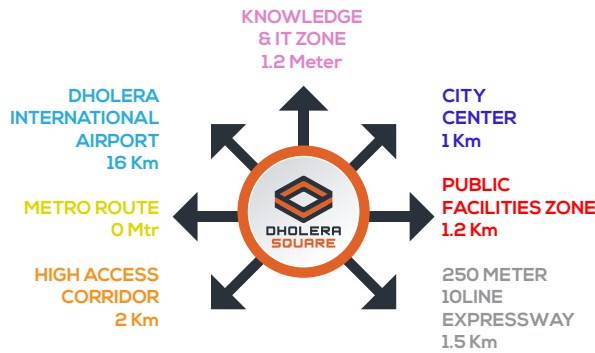 KNOWLEDGE
& IT ZONE
1.2 Meter
DHOLERA
INTERNATIONAL
AIRPORT
16 Km
CITY
CENTER
1 Km
METRO ROUTE
0 Mtr
DHOLERA
SQUARE
PUBLIC
FACILITIES ZONE
1.2 Km
HIGH ACCESS
CORRIDOR
2 Km
250 METER
10LINE
EXPRESSWAY
1.5 Km